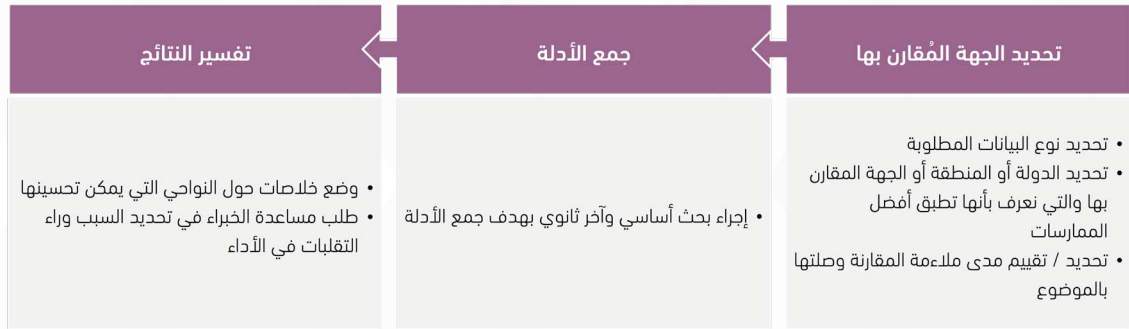 تحديد الجهة المُقارن بها
• تحديد نوع البيانات المطلوبة
• تحديد الدولة أو المنطقة أو الجهة المقارن
بها والتي نعرف بأنها تطبق أفضل
الممارسات
• تحديد / تقييم مدى ملاءمة المقارنة وصلتها
بالموضوع
جمع الأدلة
• إجراء بحث أساسي وآخر ثانوي بهدف جمع الأدلة
تفسير النتائج
• وضع خلاصات حول النواحي التي يمكن تحسينها
• طلب مساعدة الخبراء في تحديد السبب وراء
التقلبات في الأداء